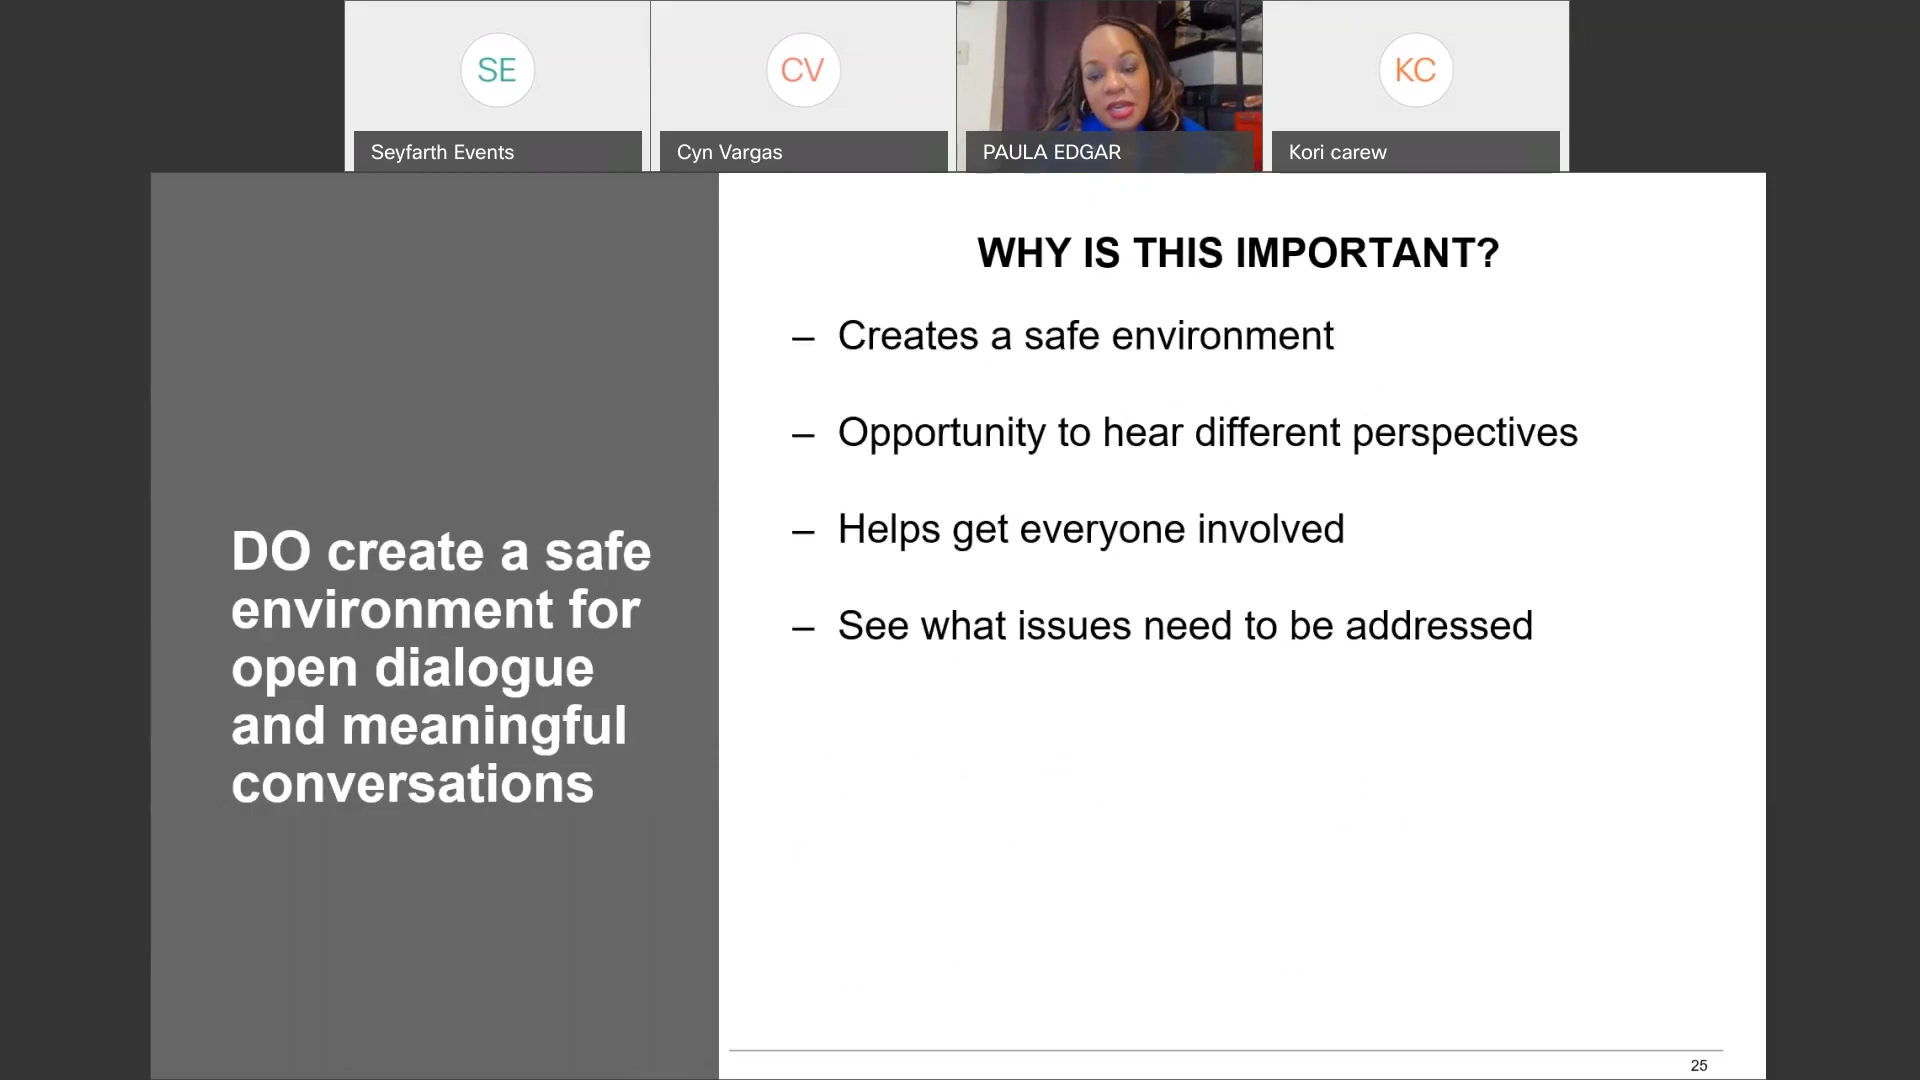 SE
CV
KC
Seyfarth Events
Cyn Vargas
PAULA EDGAR
Kori carew
DO create a safe
environment for
open dialogue
and meaningful
conversations
WHY IS THIS IMPORTANT?
– Creates a safe environment
– Opportunity to hear different perspectives
– Helps get everyone involved
– See what issues need to be addressed
25